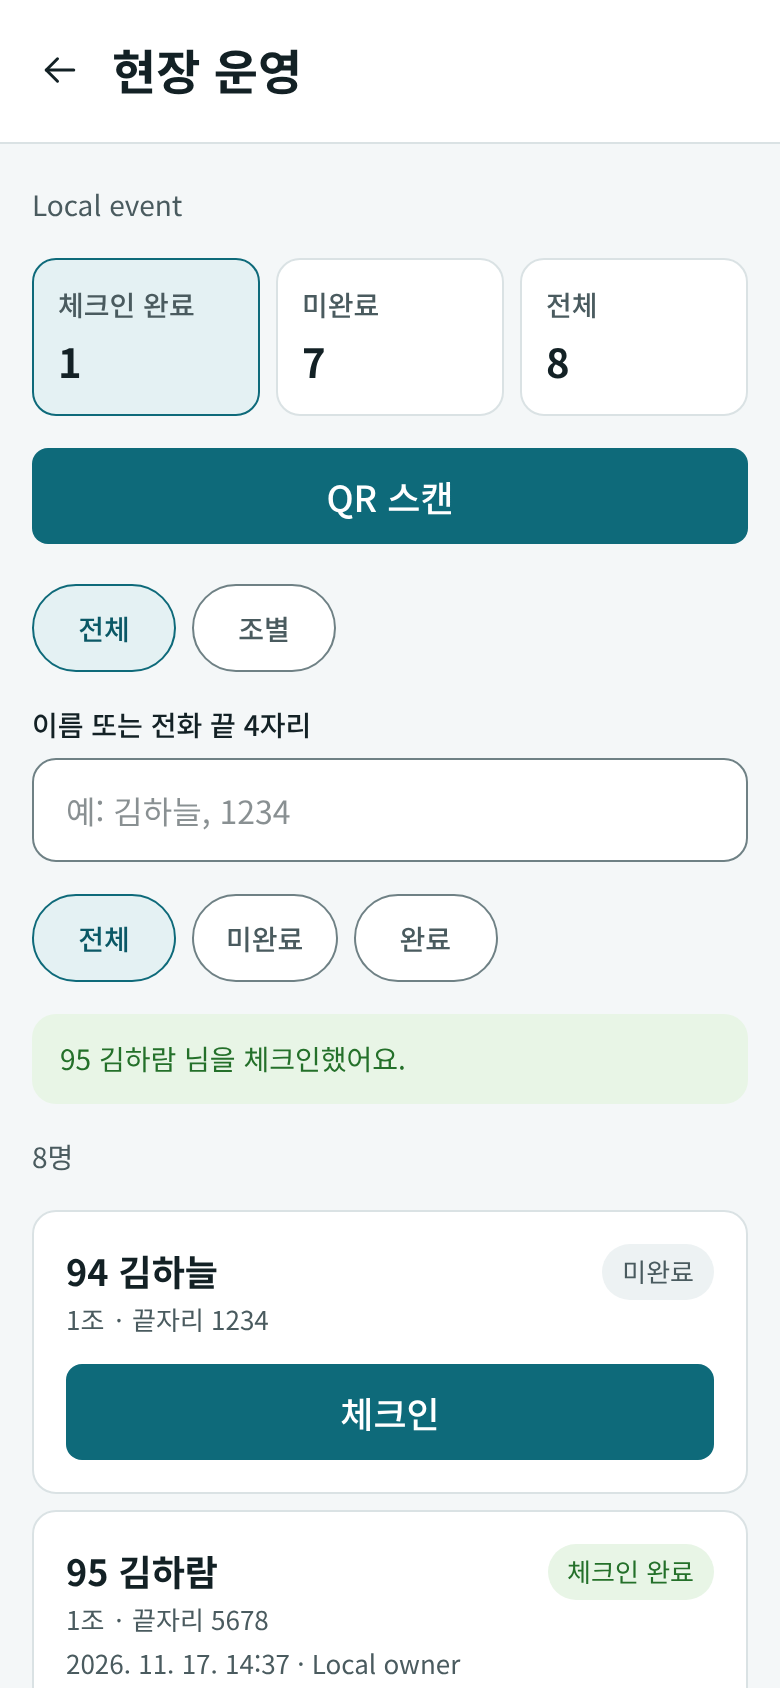 현장 운영
Local event
체크인 완료
1
미완료
7
전체
8
QR 스캔
전체
조별
이름 또는 전화 끝 4자리
예: 김하늘, 1234
전체
미완료
완료
95 김하람 님을 체크인했어요.
8명
94 김하늘
미완료
1조 · 끝자리 1234
체크인
95 김하람
체크인 완료
1조 · 끝자리 5678
2026. 11. 17. 14:37 · Local owner